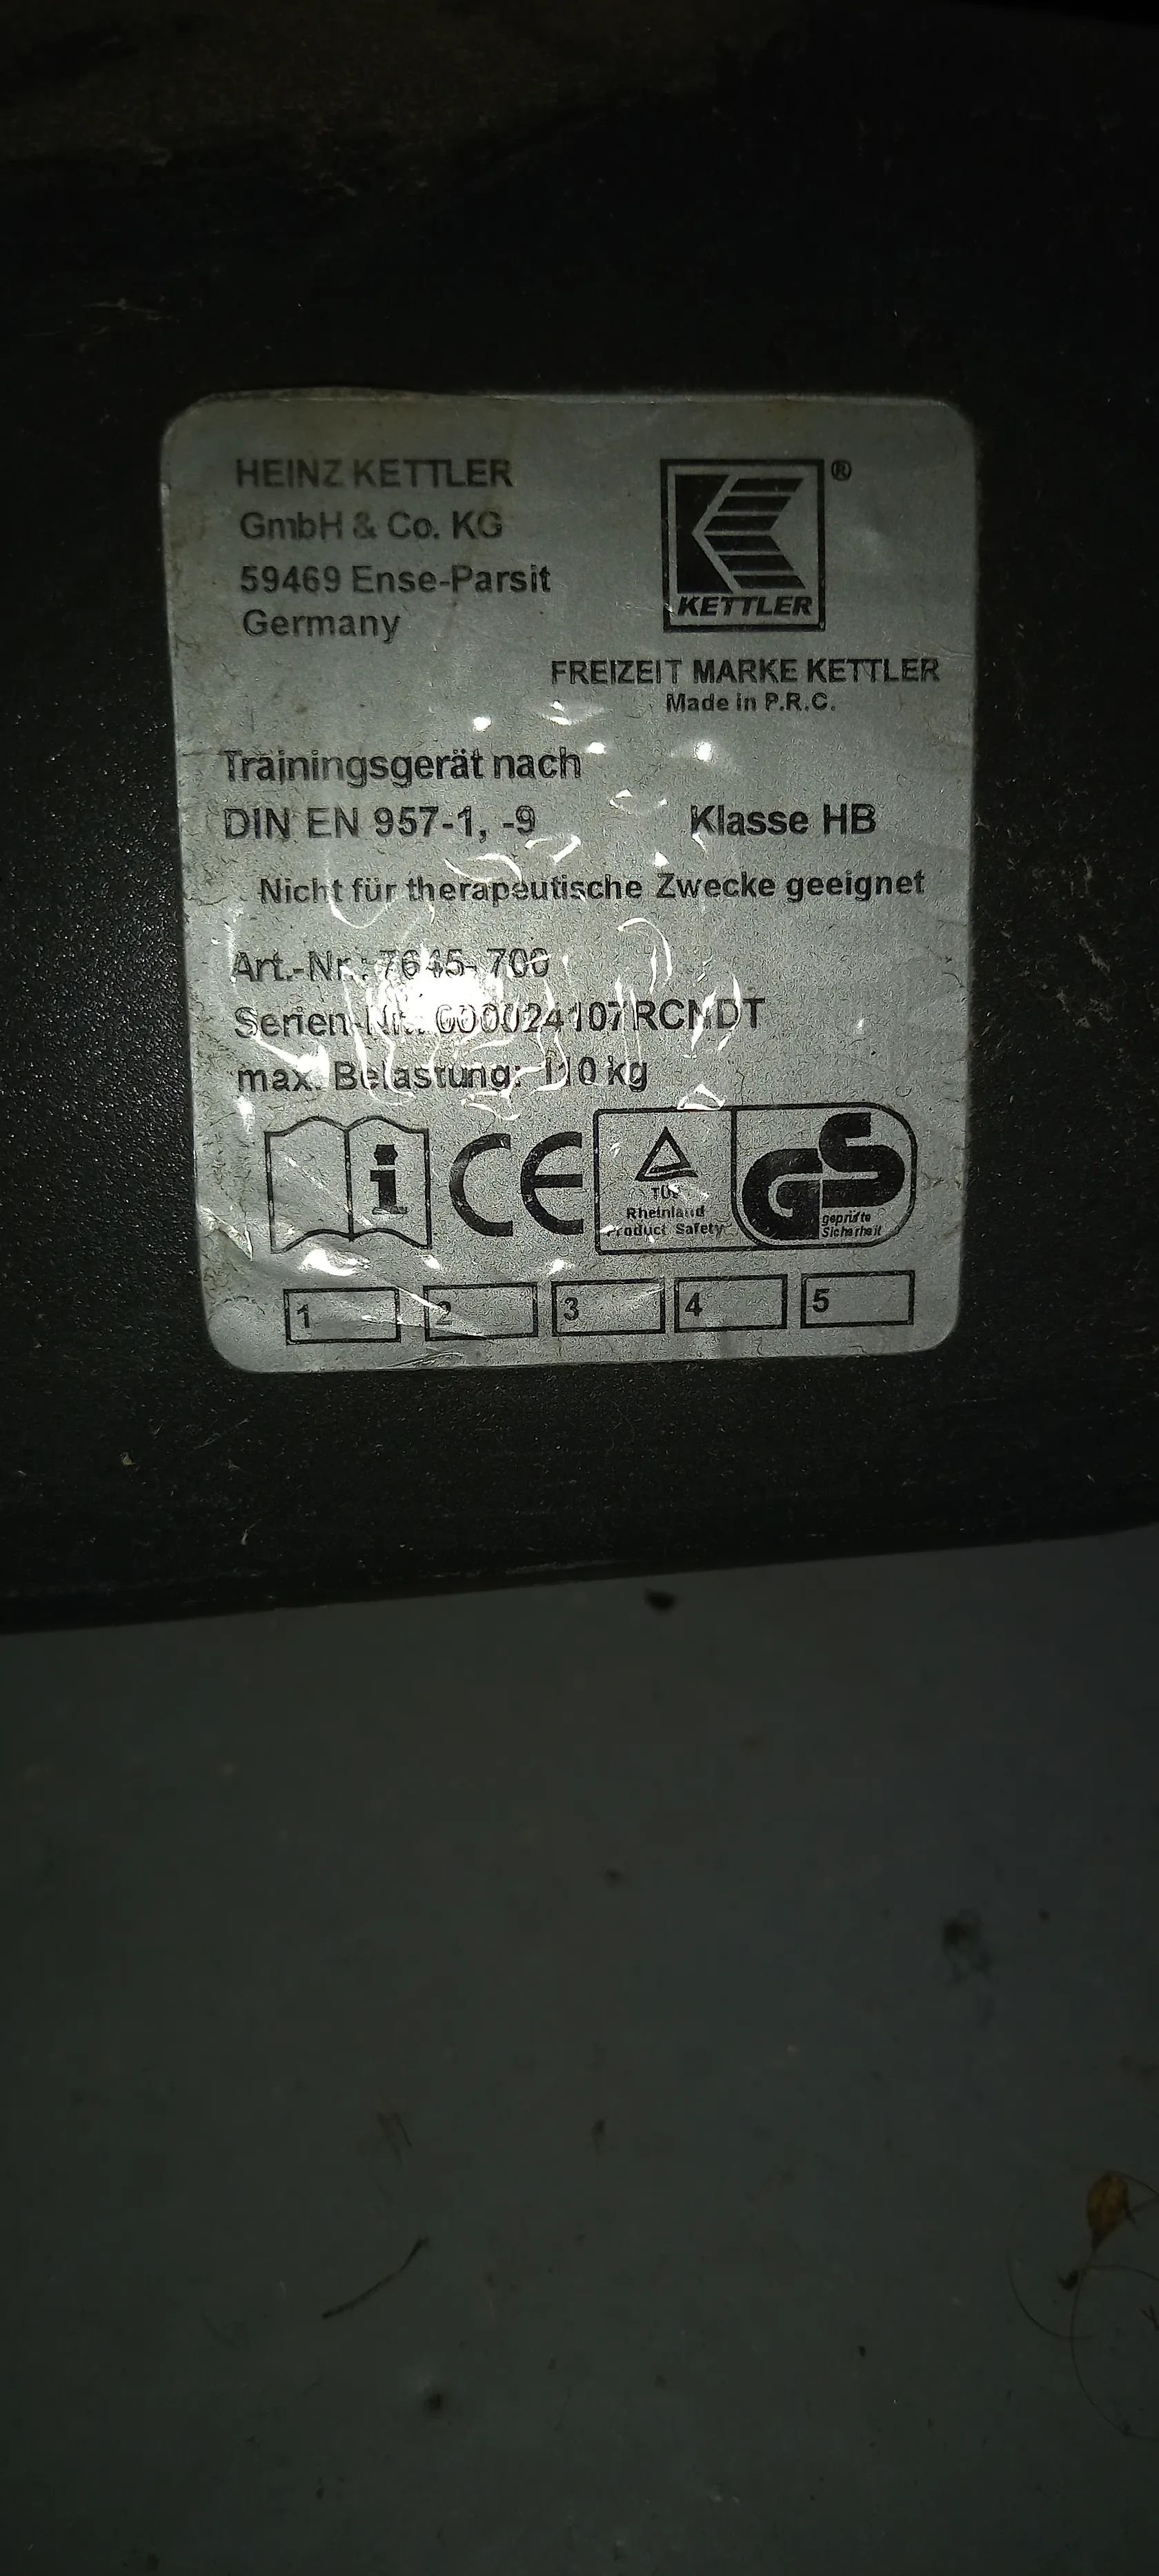 HEINZ KETTLER
GmbH & Co. KG
59469 Ense-Parsit
Germany
®
KETTLER
FREIZEIT MARKE KETTLER
Made in P.R.C.
Trainingsgerät nach
DIN EN 957-1, -9 Klasse HB
Nicht für therapeutische Zwecke geeignet
Art.-Nr.: 7645-700
Serien-Nr.: 000024107RCNDT
max. Belastung: 110 kg
i CE
TÜV
Rheinland
Product Safety
GS
geprüfte
Sicherheit
1 2 3 4 5